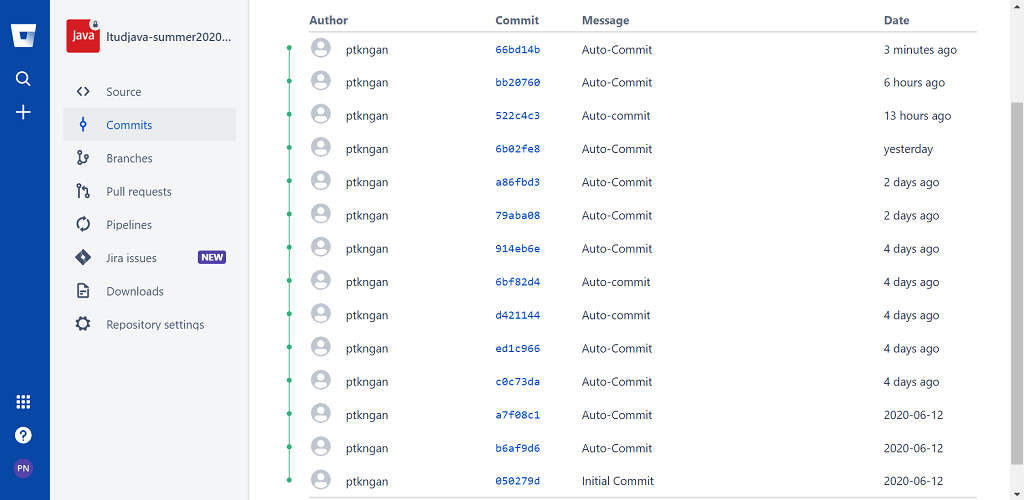 Java
ltudjava-summer2020...
Source
Commits
Branches
Pull requests
Pipelines
Jira issues NEW
Downloads
Repository settings
?
PN
Author Commit Message Date
ptkngan 66bd14b Auto-Commit 3 minutes ago
ptkngan bb20760 Auto-Commit 6 hours ago
ptkngan 522c4c3 Auto-commit 13 hours ago
ptkngan 6b02fe8 Auto-Commit yesterday
ptkngan a86fbd3 Auto-Commit 2 days ago
ptkngan 79aba08 Auto-Commit 2 days ago
ptkngan 914eb6e Auto-Commit 4 days ago
ptkngan 6bf82d4 Auto-commit 4 days ago
ptkngan d421144 Auto-commit 4 days ago
ptkngan ed1c966 Auto-Commit 4 days ago
ptkngan c0c73da Auto-Commit 4 days ago
ptkngan a7f08c1 Auto-Commit 2020-06-12
ptkngan b6af9d6 Auto-Commit 2020-06-12
ptkngan 050279d Initial Commit 2020-06-12